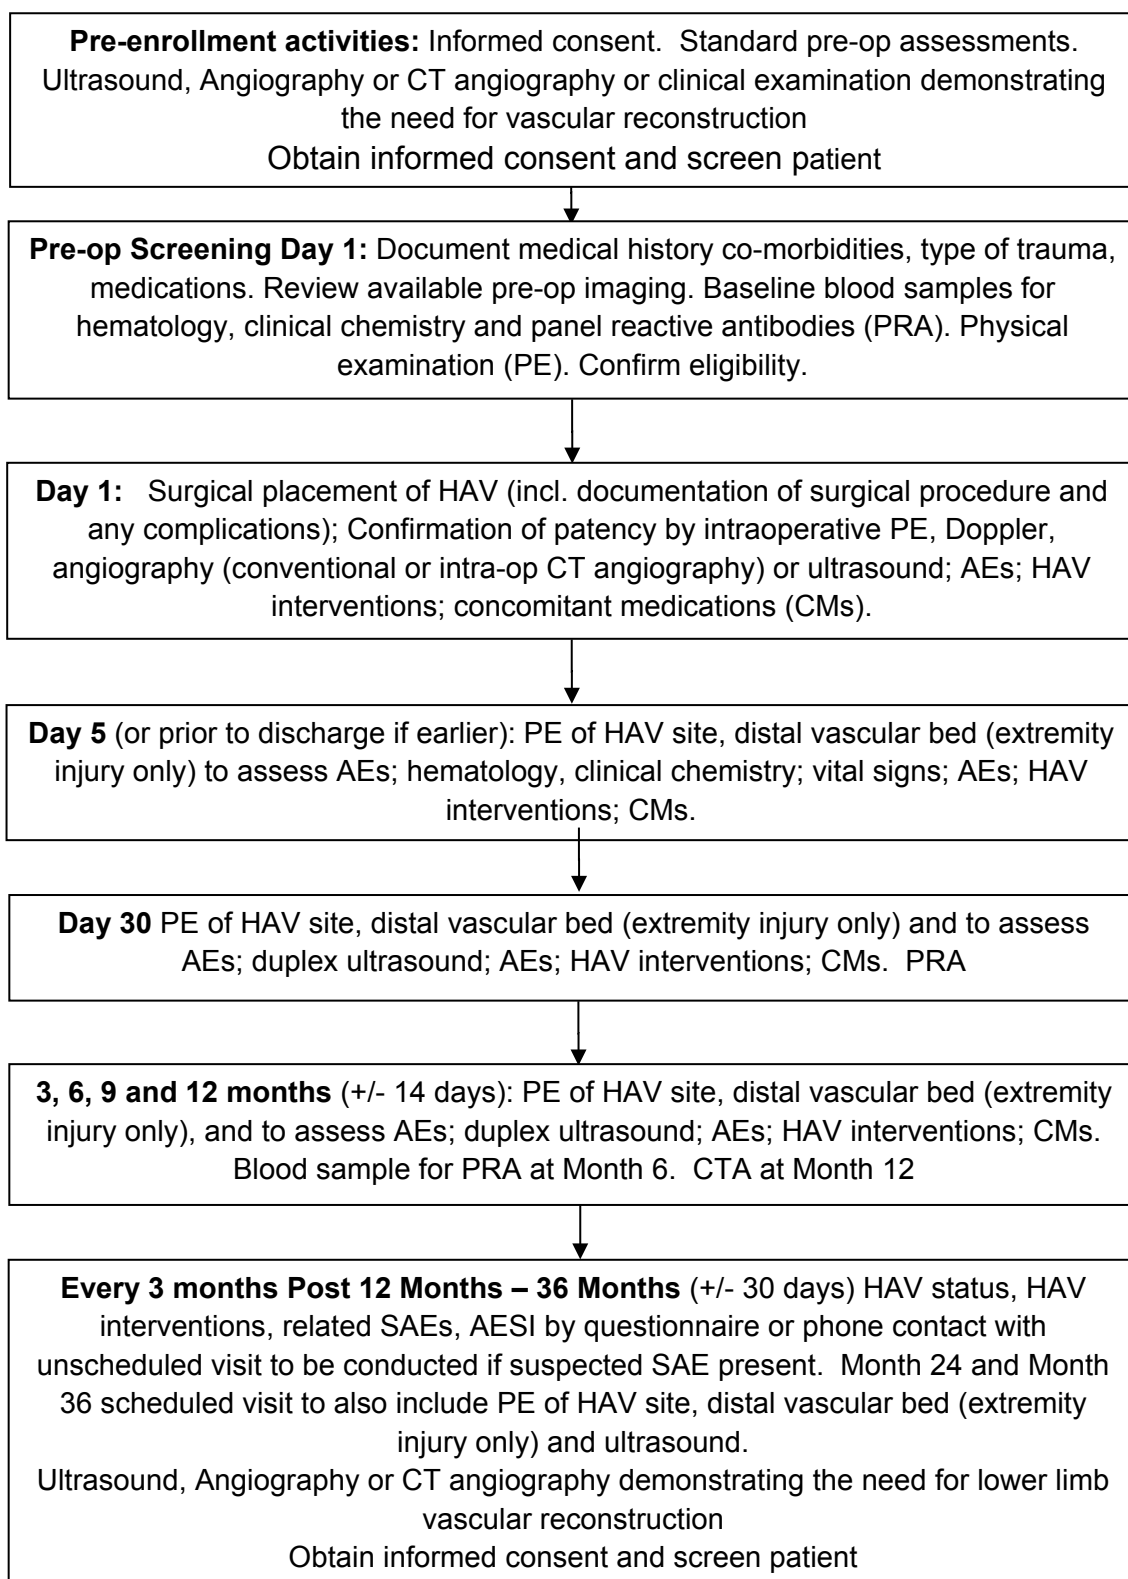 Pre-enrollment activities: Informed consent. Standard pre-op assessments.
Ultrasound, Angiography or CT angiography or clinical examination demonstrating
the need for vascular reconstruction
Obtain informed consent and screen patient
Pre-op Screening Day 1: Document medical history co-morbidities, type of trauma,
medications. Review available pre-op imaging. Baseline blood samples for
hematology, clinical chemistry and panel reactive antibodies (PRA). Physical
examination (PE). Confirm eligibility.
Day 1: Surgical placement of HAV (incl. documentation of surgical procedure and
any complications); Confirmation of patency by intraoperative PE, Doppler,
angiography (conventional or intra-op CT angiography) or ultrasound; AEs; HAV
interventions; concomitant medications (CMs).
Day 5 (or prior to discharge if earlier): PE of HAV site, distal vascular bed (extremity
injury only) to assess AEs; hematology, clinical chemistry; vital signs; AEs; HAV
interventions; CMs.
Day 30 PE of HAV site, distal vascular bed (extremity injury only) and to assess
AEs; duplex ultrasound; AEs; HAV interventions; CMs. PRA
3, 6, 9 and 12 months (+/- 14 days): PE of HAV site, distal vascular bed (extremity
injury only), and to assess AEs; duplex ultrasound; AEs; HAV interventions; CMs.
Blood sample for PRA at Month 6. CTA at Month 12
Every 3 months Post 12 Months – 36 Months (+/- 30 days) HAV status, HAV
interventions, related SAEs, AESI by questionnaire or phone contact with
unscheduled visit to be conducted if suspected SAE present. Month 24 and Month
36 scheduled visit to also include PE of HAV site, distal vascular bed (extremity
injury only) and ultrasound.
Ultrasound, Angiography or CT angiography demonstrating the need for lower limb
vascular reconstruction
Obtain informed consent and screen patient